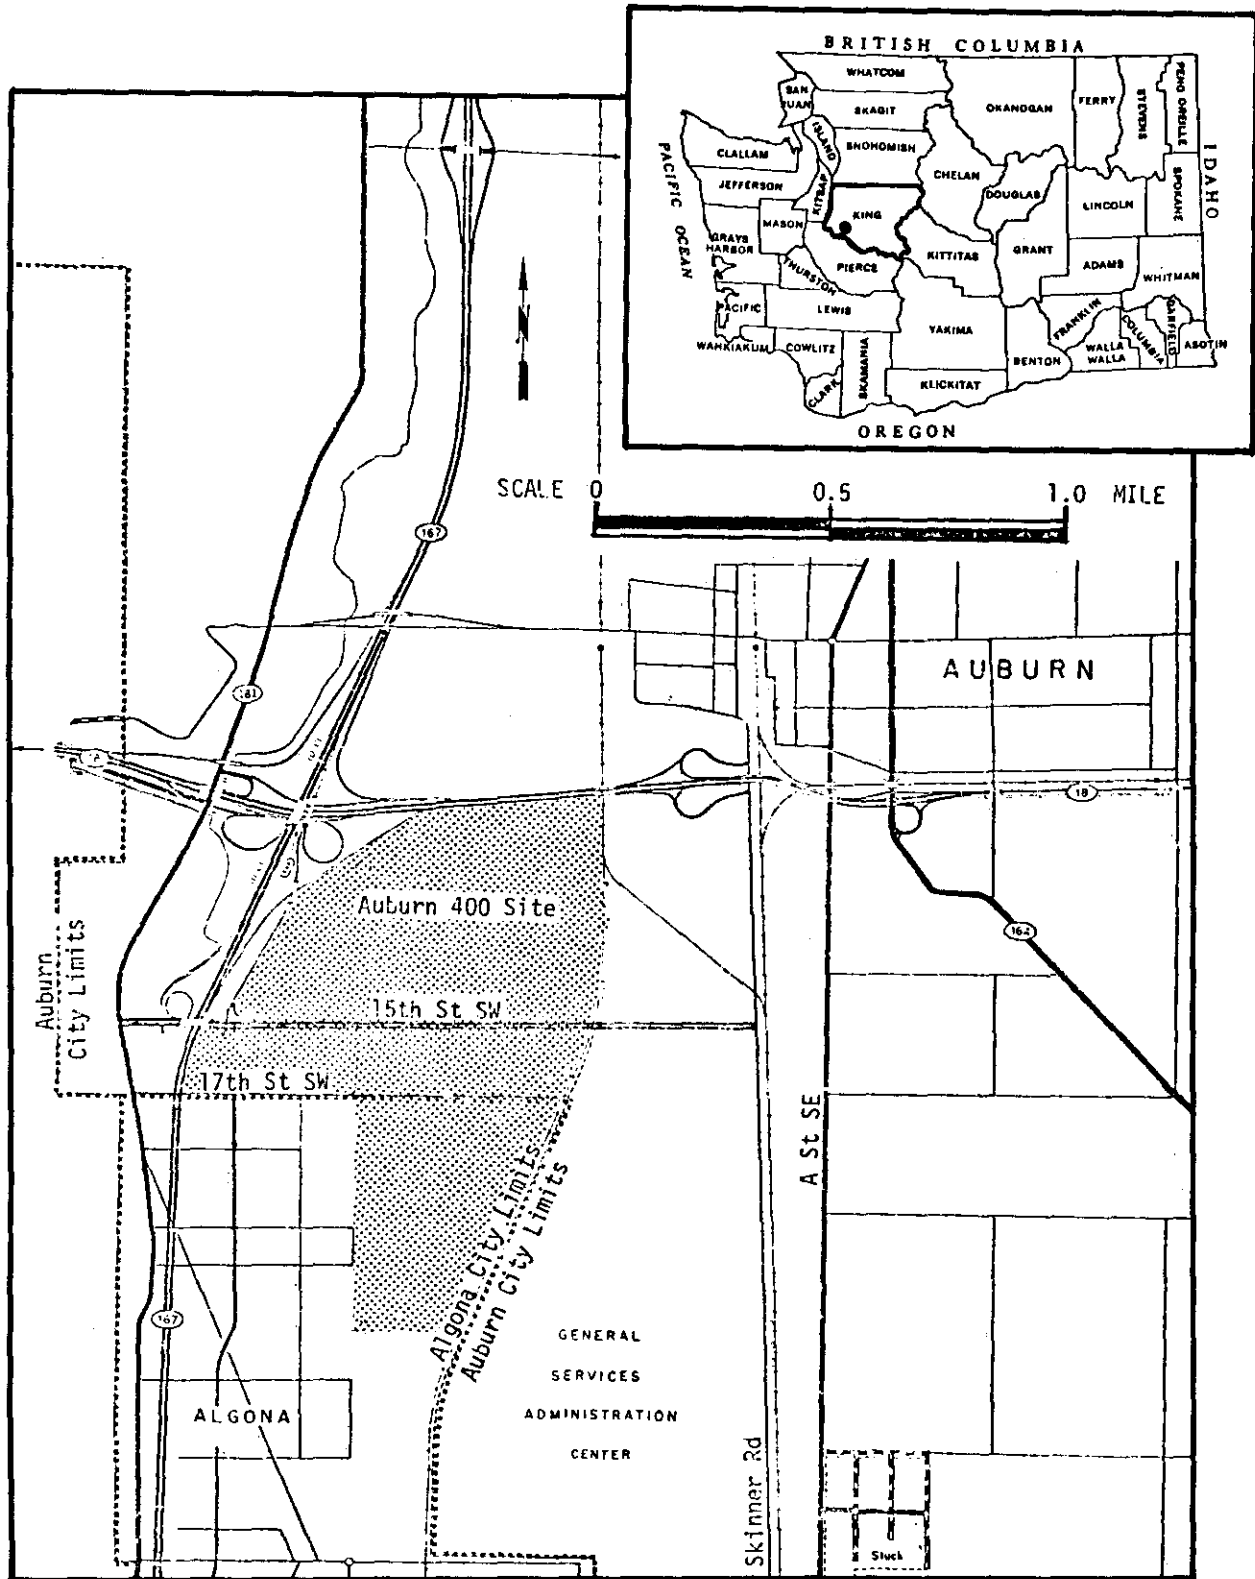 BRITISH COLUMBIA
WHATCOM
SAN JUAN
SKAGIT
ISLAND
OKANOGAN
FERRY
STEVENS
PEND OREILLE
CLALLAM
SNOHOMISH
JEFFERSON
KITSAP
CHELAN
DOUGLAS
LINCOLN
SPOKANE
IDAHO
PACIFIC OCEAN
GRAYS
HARBOR
MASON
KING
KITTITAS
GRANT
ADAMS
WHITMAN
THURSTON
PIERCE
PACIFIC
LEWIS
YAKIMA
FRANKLIN
COLUMBIA
GARFIELD
ASOTIN
WAHKIAKUM
COWLITZ
SKAMANIA
BENTON
WALLA
WALLA
CLARK
KLICKITAT
OREGON
N
SCALE 0 0.5 1.0 MILE
167
181
AUBURN
18
18
Auburn 400 Site
164
Auburn
City Limits
15th St SW
17th St SW
A St SE
Algona City Limits
Auburn City Limits
167
GENERAL
SERVICES
ADMINISTRATION
CENTER
ALGONA
Skinner Rd
Stuck